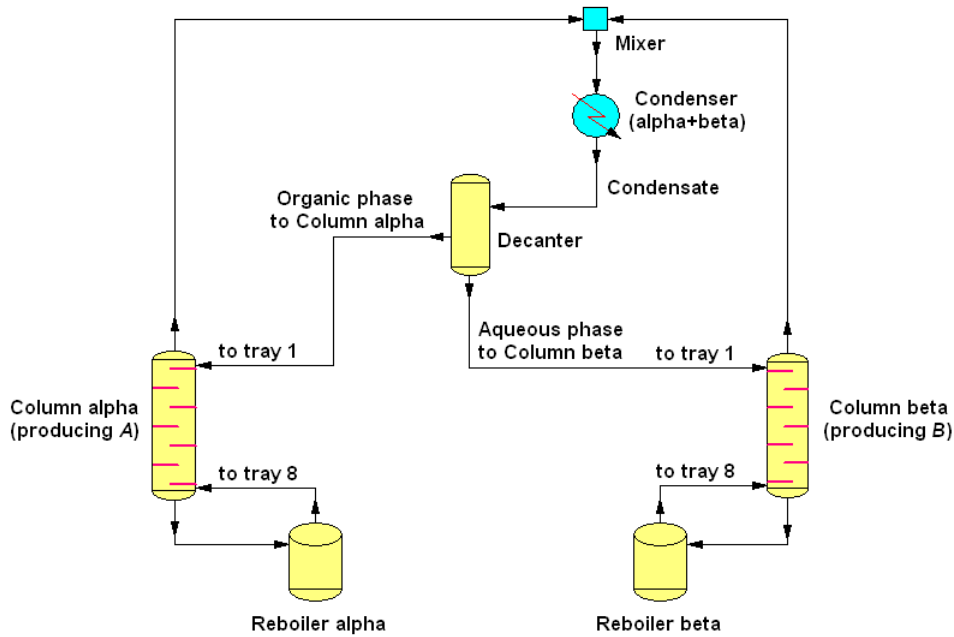 Mixer
Condenser
(alpha+beta)
Condensate
Organic phase
to Column alpha
Decanter
Aqueous phase
to Column beta
to tray 1
to tray 1
Column alpha
(producing A)
Column beta
(producing B)
to tray 8
to tray 8
Reboiler alpha
Reboiler beta